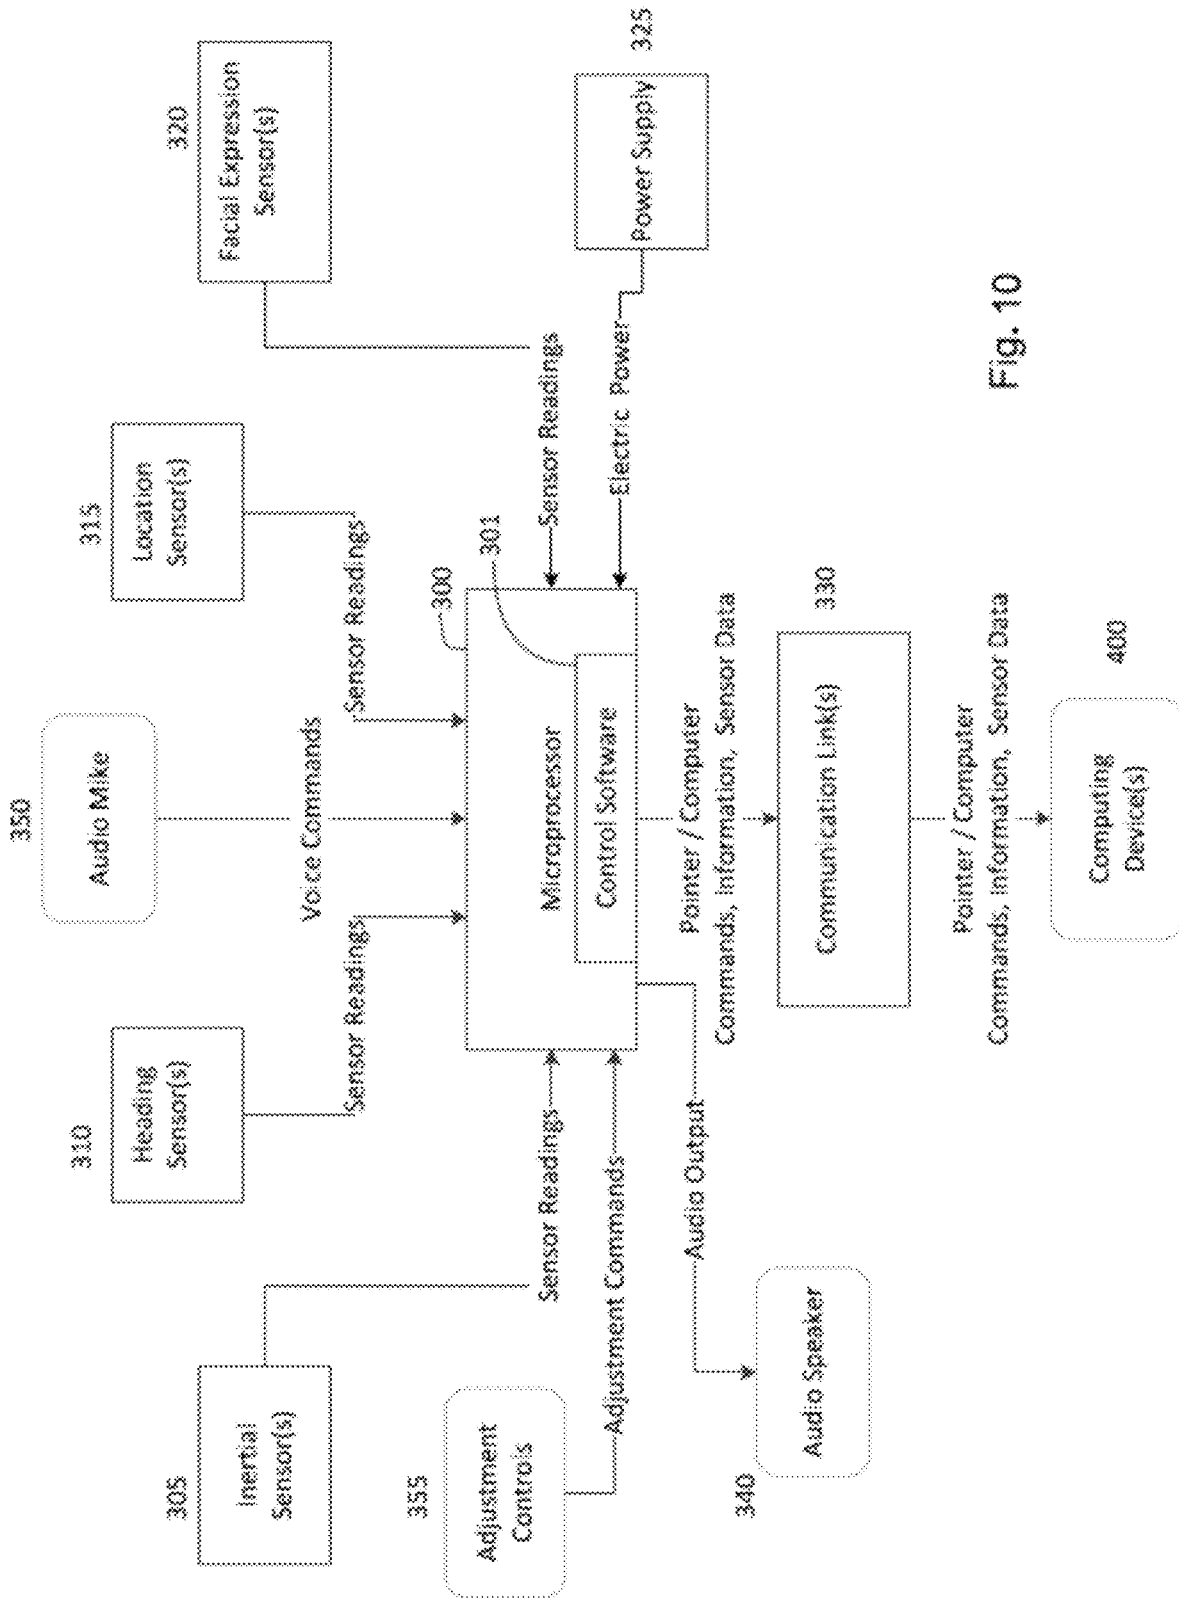 350
Audio Mike
310
Heading
Sensor(s)
315
Location
Sensor(s)
305
Inertial
Sensor(s)
320
Facial Expression
Sensor(s)
Voice Commands
Sensor Readings
Sensor Readings
300
301
355
Adjustment
Controls
Sensor Readings
Adjustment Commands
Microprocessor
Control Software
Sensor Readings
Electric Power
Power Supply
325
Audio Output
340
Audio Speaker
Pointer / Computer
Commands, Information, Sensor Data
330
Communication Link(s)
Pointer / Computer
Commands, Information, Sensor Data
400
Computing
Device(s)
Fig. 10